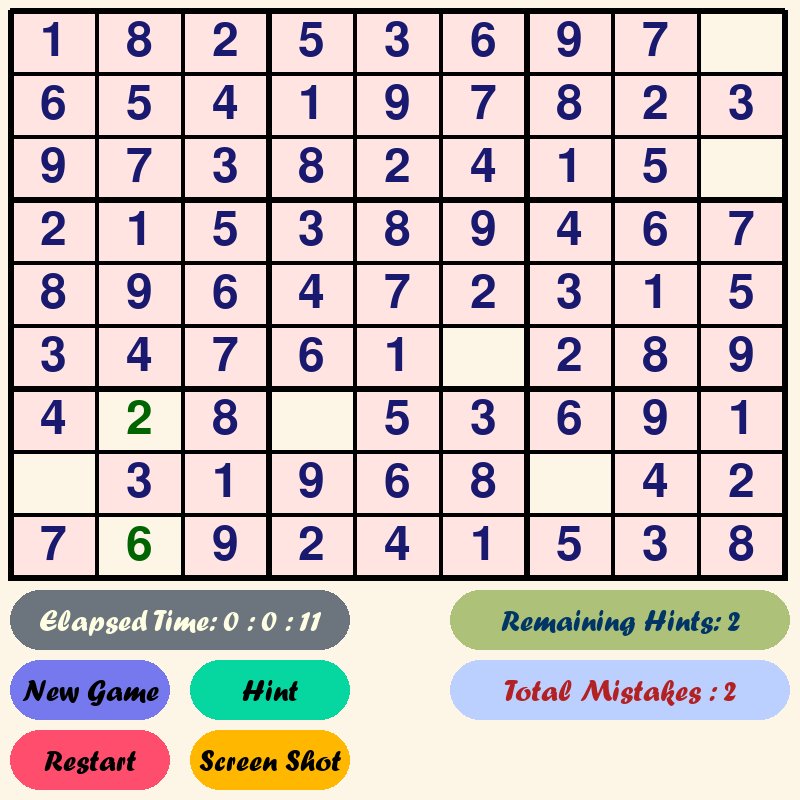 1 8 2 5 3 6 9 7
6 5 4 1 9 7 8 2 3
9 7 3 8 2 4 1 5
2 1 5 3 8 9 4 6 7
8 9 6 4 7 2 3 1 5
3 4 7 6 1 2 8 9
4 2 8 5 3 6 9 1
3 1 9 6 8 4 2
7 6 9 2 4 1 5 3 8
Elapsed Time: 0 : 0 : 11 Remaining Hints: 2
New Game Hint Total Mistakes : 2
Restart Screen Shot